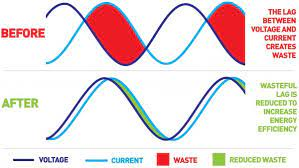 BEFORE
THE LAG
BETWEEN
VOLTAGE AND
CURRENT
CREATES
WASTE
AFTER
WASTEFUL
LAG IS
REDUCED TO
INCREASE
ENERGY
EFFICIENCY
VOLTAGE
CURRENT
WASTE
REDUCED WASTE